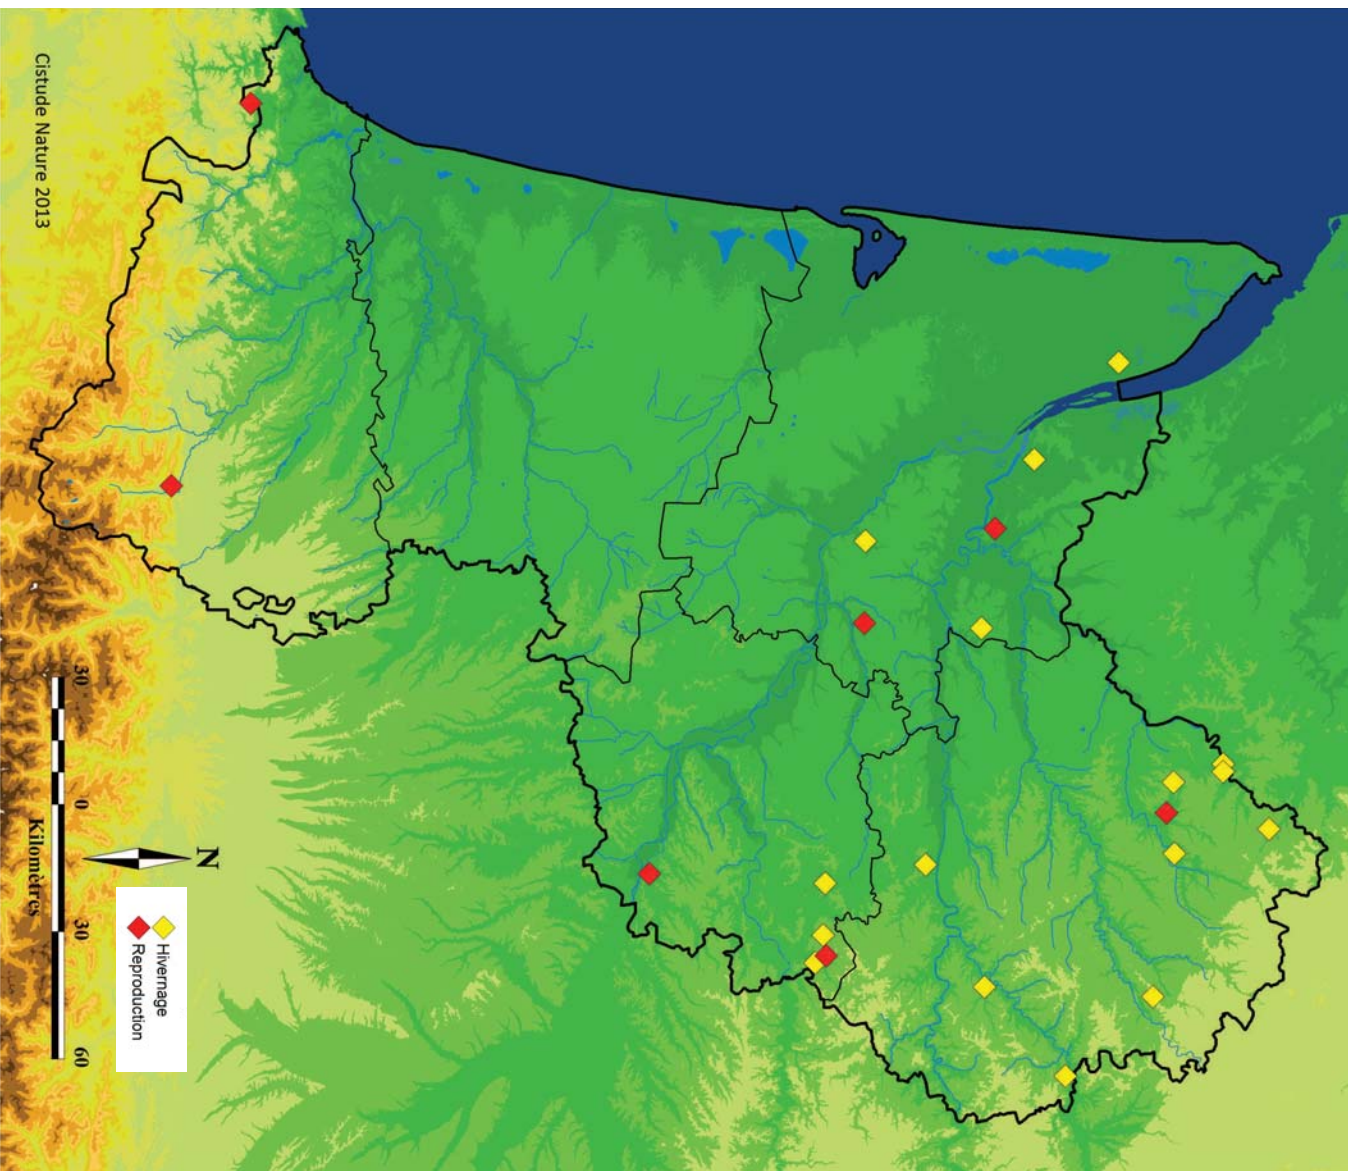 Cistude Nature 2013
30 0 30 60
Kilomètres
N
Hivernage
Reproduction